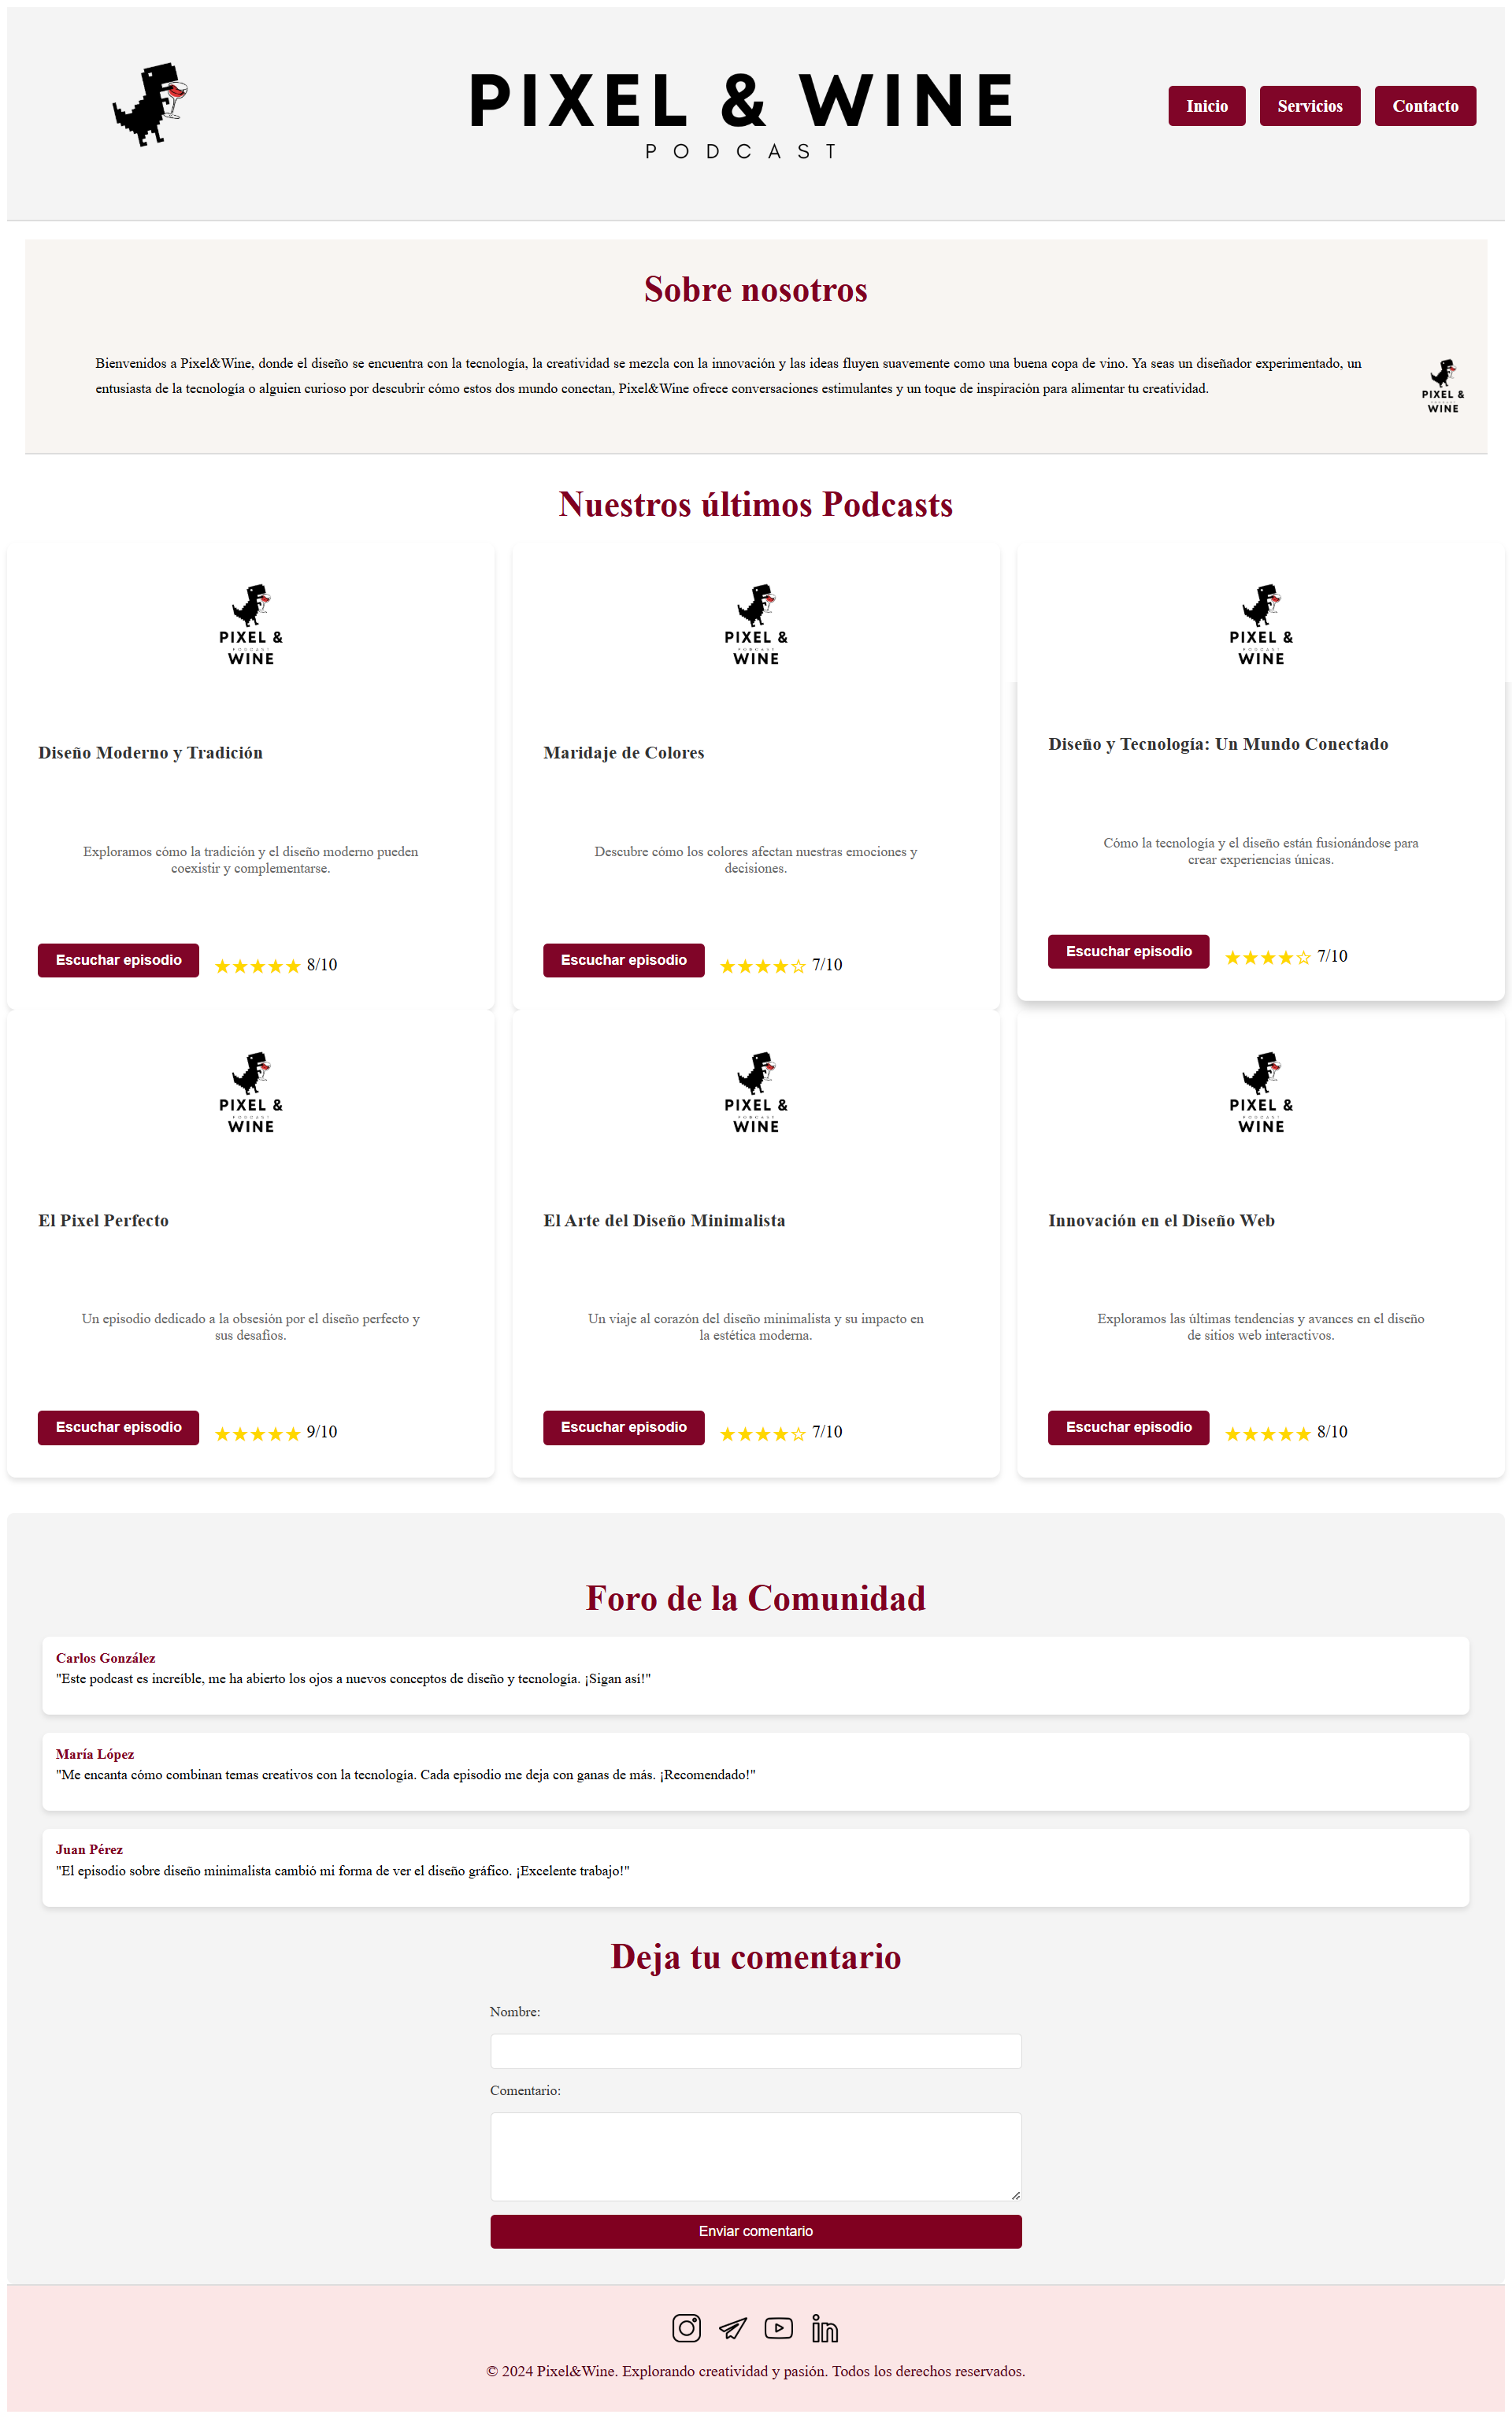 PIXEL & WINE
PODCAST
Inicio
Servicios
Contacto
Sobre nosotros
Bienvenidos a Pixel&Wine, donde el diseño se encuentra con la tecnología, la creatividad se mezcla con la innovación y las ideas fluyen suavemente como una buena copa de vino. Ya seas un diseñador experimentado, un
entusiasta de la tecnología o alguien curioso por descubrir cómo estos dos mundo conectan, Pixel&Wine ofrece conversaciones estimulantes y un toque de inspiración para alimentar tu creatividad.
PIXEL &
WINE
Nuestros últimos Podcasts
PIXEL &
PODCAST
WINE
Diseño Moderno y Tradición
Exploramos cómo la tradición y el diseño moderno pueden
coexistir y complementarse.
Escuchar episodio
★★★★★ 8/10
PIXEL &
PODCAST
WINE
Maridaje de Colores
Descubre cómo los colores afectan nuestras emociones y
decisiones.
Escuchar episodio
★★★★☆ 7/10
PIXEL &
PODCAST
WINE
Diseño y Tecnología: Un Mundo Conectado
Cómo la tecnología y el diseño están fusionándose para
crear experiencias únicas.
Escuchar episodio
★★★★☆ 7/10
PIXEL &
PODCAST
WINE
El Pixel Perfecto
Un episodio dedicado a la obsesión por el diseño perfecto y
sus desafíos.
Escuchar episodio
★★★★★ 9/10
PIXEL &
PODCAST
WINE
El Arte del Diseño Minimalista
Un viaje al corazón del diseño minimalista y su impacto en
la estética moderna.
Escuchar episodio
★★★★☆ 7/10
PIXEL &
PODCAST
WINE
Innovación en el Diseño Web
Exploramos las últimas tendencias y avances en el diseño
de sitios web interactivos.
Escuchar episodio
★★★★★ 8/10
Foro de la Comunidad
Carlos González
"Este podcast es increíble, me ha abierto los ojos a nuevos conceptos de diseño y tecnología. ¡Sigan así!"
María López
"Me encanta cómo combinan temas creativos con la tecnología. Cada episodio me deja con ganas de más. ¡Recomendado!"
Juan Pérez
"El episodio sobre diseño minimalista cambió mi forma de ver el diseño gráfico. ¡Excelente trabajo!"
Deja tu comentario
Nombre:
Comentario:
Enviar comentario
© 2024 Pixel&Wine. Explorando creatividad y pasión. Todos los derechos reservados.